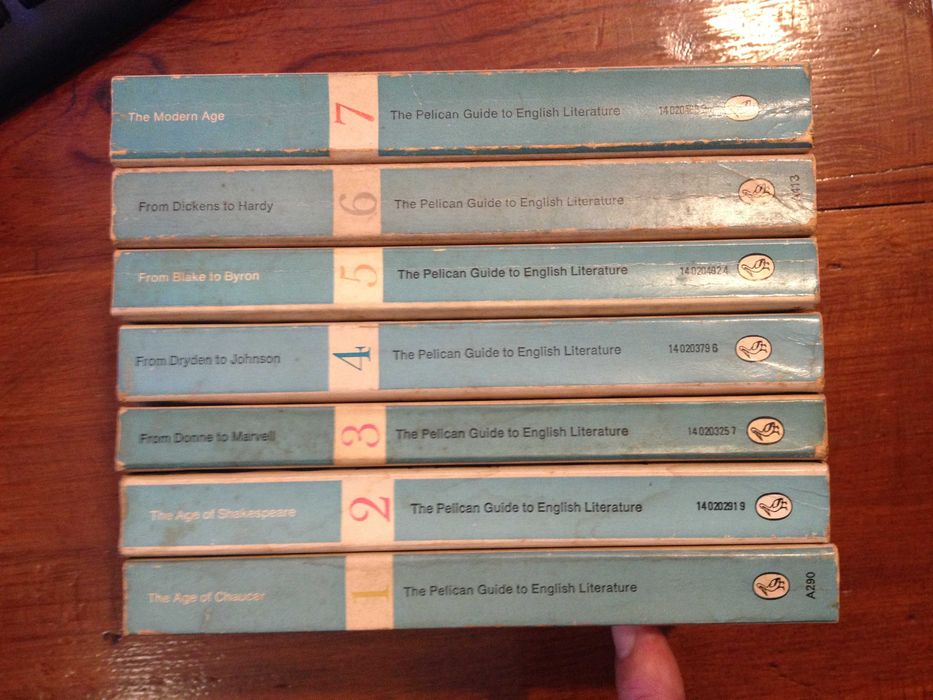 The Modern Age 7 The Pelican Guide to English Literature
From Dickens to Hardy 6 The Pelican Guide to English Literature
From Blake to Byron 5 The Pelican Guide to English Literature 14 020402 4
From Dryden to Johnson 4 The Pelican Guide to English Literature 14 020379 6
From Donne to Marvell 3 The Pelican Guide to English Literature 14 020325 7
The Age of Shakespeare 2 The Pelican Guide to English Literature 14 020291 9
The Age of Chaucer 1 The Pelican Guide to English Literature A290